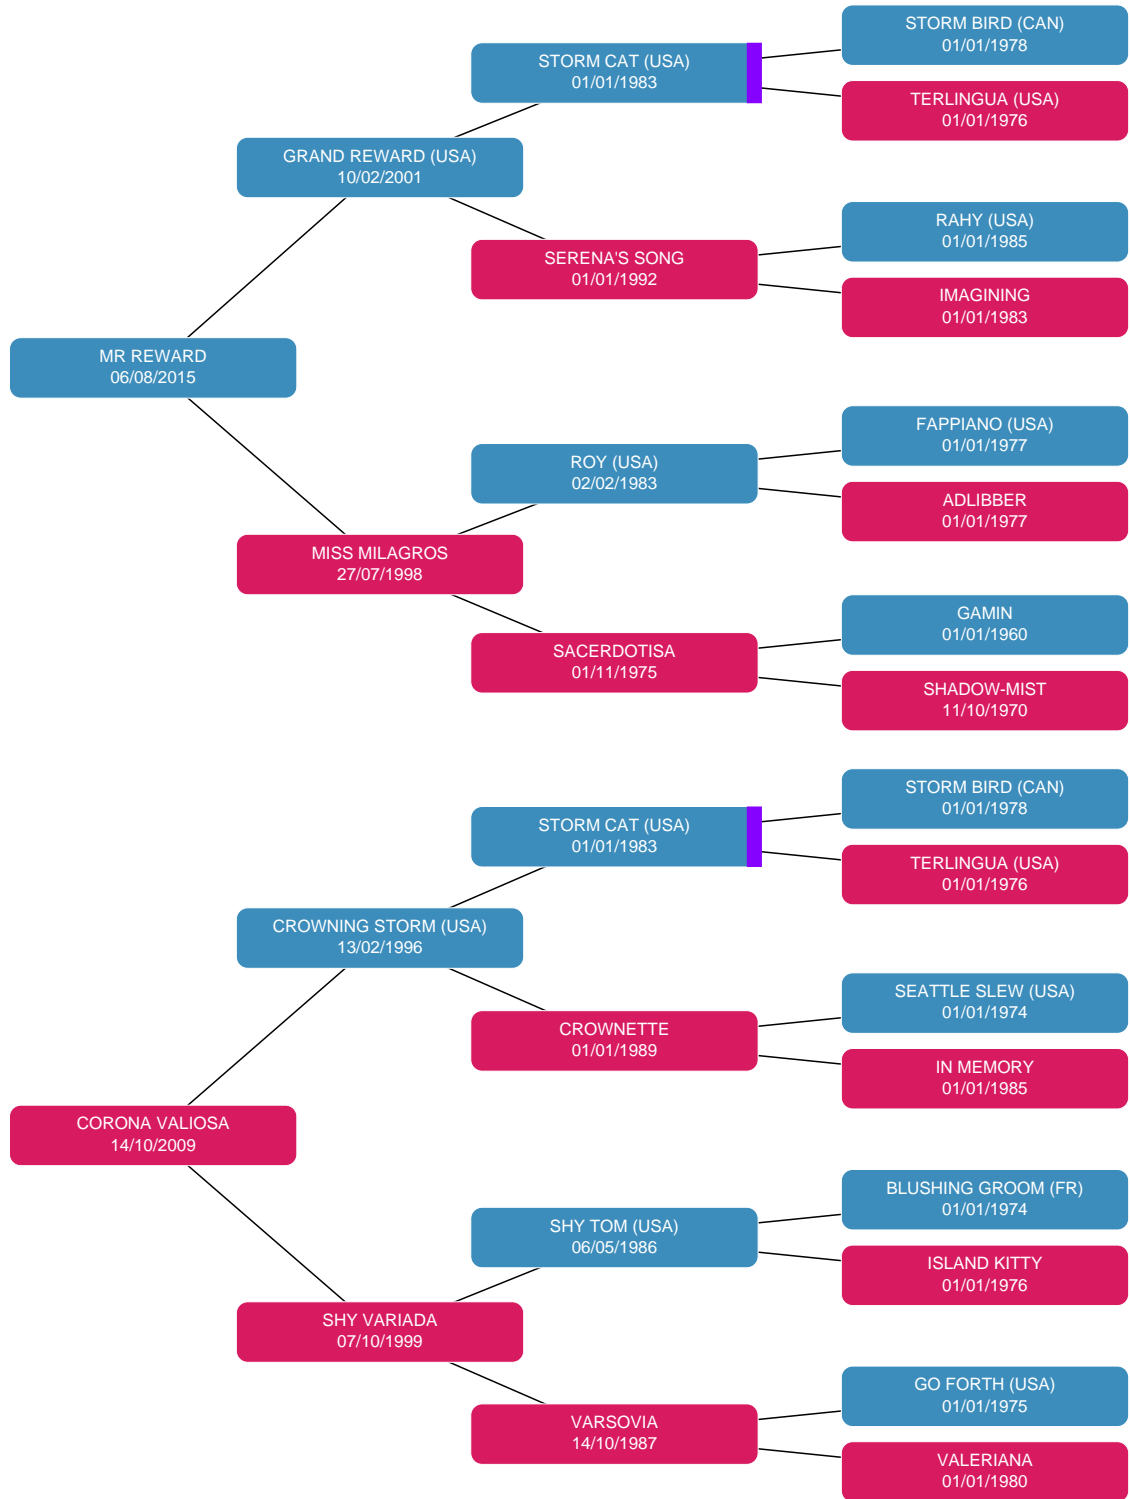 STORM BIRD (CAN)
01/01/1978
STORM CAT (USA)
01/01/1983
TERLINGUA (USA)
01/01/1976
GRAND REWARD (USA)
10/02/2001
RAHY (USA)
01/01/1985
SERENA'S SONG
01/01/1992
IMAGINING
01/01/1983
MR REWARD
06/08/2015
FAPPIANO (USA)
01/01/1977
ROY (USA)
02/02/1983
ADLIBBER
01/01/1977
MISS MILAGROS
27/07/1998
GAMIN
01/01/1960
SACERDOTISA
01/11/1975
SHADOW-MIST
11/10/1970
STORM BIRD (CAN)
01/01/1978
STORM CAT (USA)
01/01/1983
TERLINGUA (USA)
01/01/1976
CROWNING STORM (USA)
13/02/1996
SEATTLE SLEW (USA)
01/01/1974
CROWNETTE
01/01/1989
IN MEMORY
01/01/1985
CORONA VALIOSA
14/10/2009
BLUSHING GROOM (FR)
01/01/1974
SHY TOM (USA)
06/05/1986
ISLAND KITTY
01/01/1976
SHY VARIADA
07/10/1999
GO FORTH (USA)
01/01/1975
VARSOVIA
14/10/1987
VALERIANA
01/01/1980